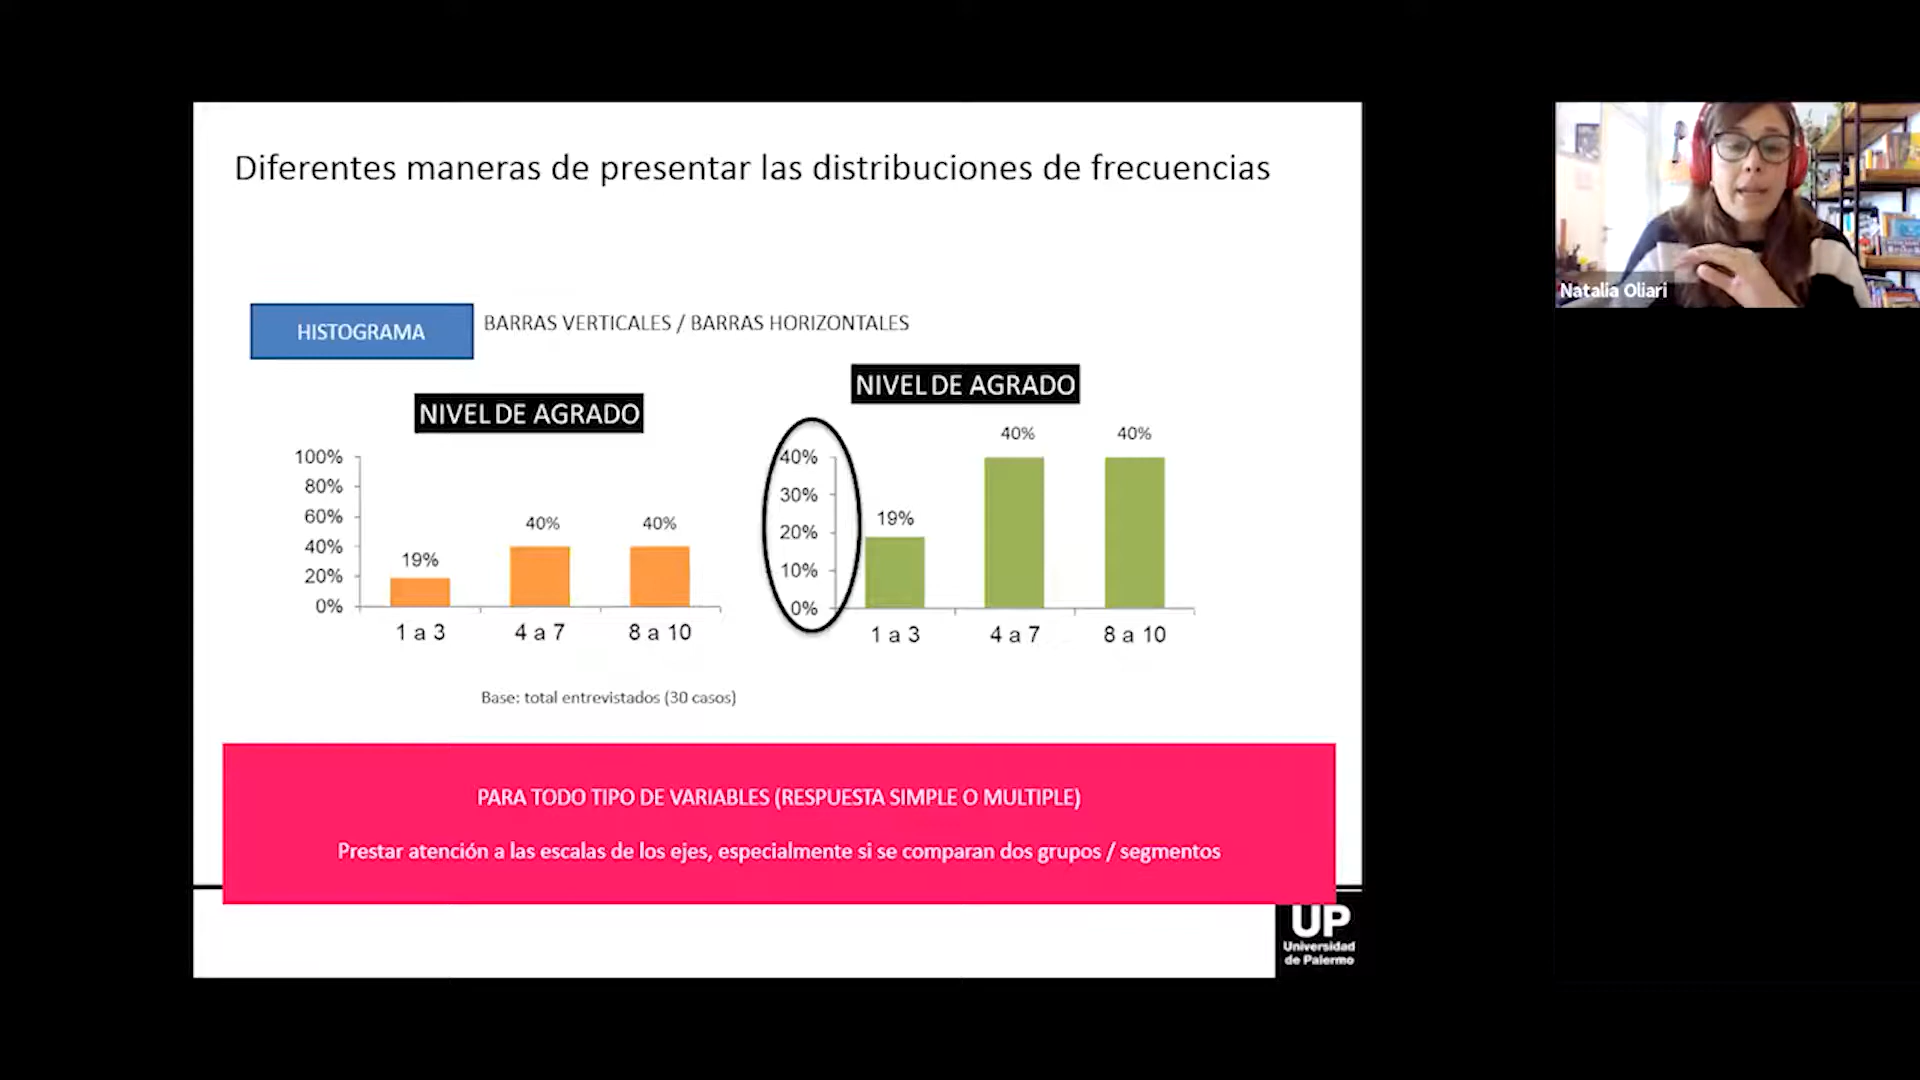 Diferentes maneras de presentar las distribuciones de frecuencias
HISTOGRAMA
BARRAS VERTICALES / BARRAS HORIZONTALES
NIVEL DE AGRADO
100%
80%
60%
40%
20%
0%
19%
40%
40%
1 a 3
4 a 7
8 a 10
NIVEL DE AGRADO
40%
30%
20%
10%
0%
19%
40%
40%
1 a 3
4 a 7
8 a 10
Base: total entrevistados (30 casos)
PARA TODO TIPO DE VARIABLES (RESPUESTA SIMPLE O MULTIPLE)
Prestar atención a las escalas de los ejes, especialmente si se comparan dos grupos / segmentos
UP
Universidad
de Palermo
Natalia Oliari